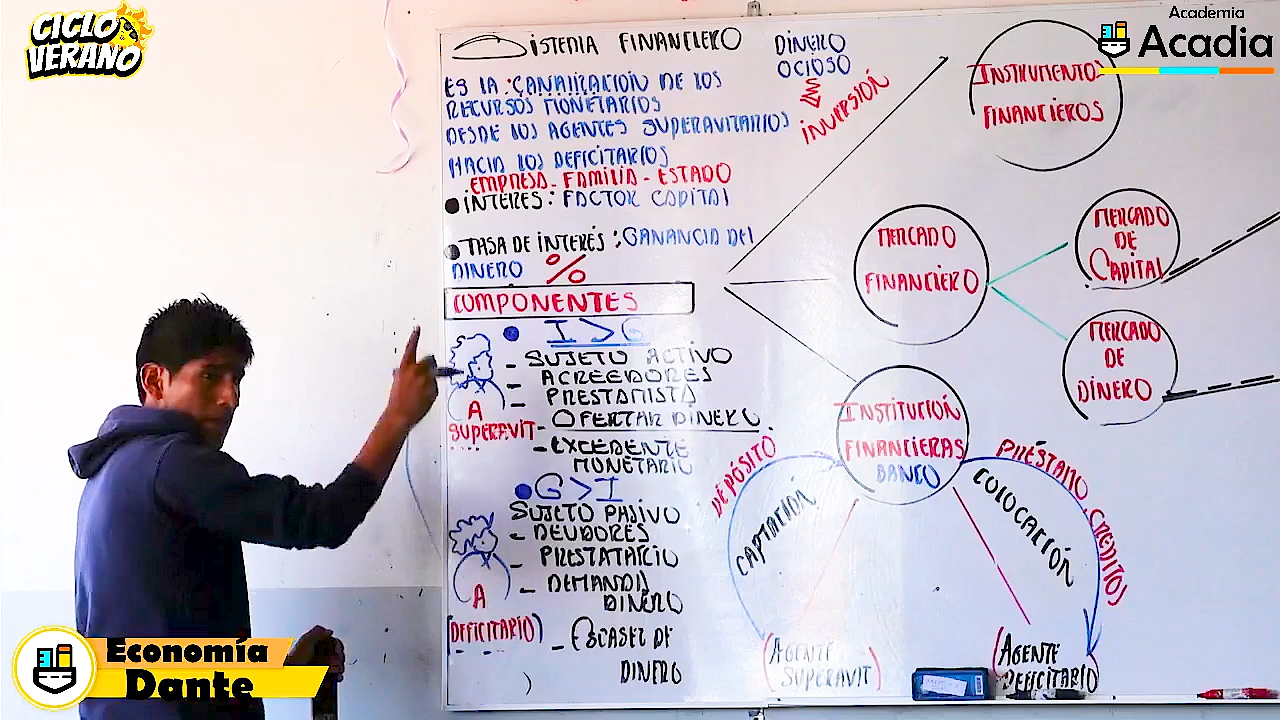 CICLO
VERANO
Academia
Acadia
SISTEMA FINANCIERO
ES LA : CANALIZACIÓN DE LOS
RECURSOS MONETARIOS
DESDE LOS AGENTES SUPERAVITARIOS
HACIA LOS DEFICITARIOS
EMPRESA - FAMILIA - ESTADO
INTERES : FACTOR CAPITAL
TASA DE INTERÉS : GANANCIA DEL
DINERO %
DINERO
OCIOSO
INVERSIÓN
COMPONENTES
I > G
- SUJETO ACTIVO
- ACREEDORES
- PRESTAMISTA
- OFERTAR DINERO
- EXCEDENTE
MONETARIO
A
SUPERAVIT
G > I
SUJETO PASIVO
- DEUDORES
- PRESTATARIO
- DEMANDA
DINERO
- ESCASEZ DE
DINERO
A
(DEFICITARIO)
INSTRUMENTOS
FINANCIEROS
MERCADO
FINANCIERO
MERCADO
DE
CAPITAL
MERCADO
DE
DINERO
INSTITUCIÓN
FINANCIERAS
BANCO
DEPÓSITO
CAPTACIÓN
PRÉSTAMO, CREDITOS
COLOCACIÓN
(AGENTE
SUPERAVIT)
(AGENTE
DEFICITARIO)
Economía
Dante